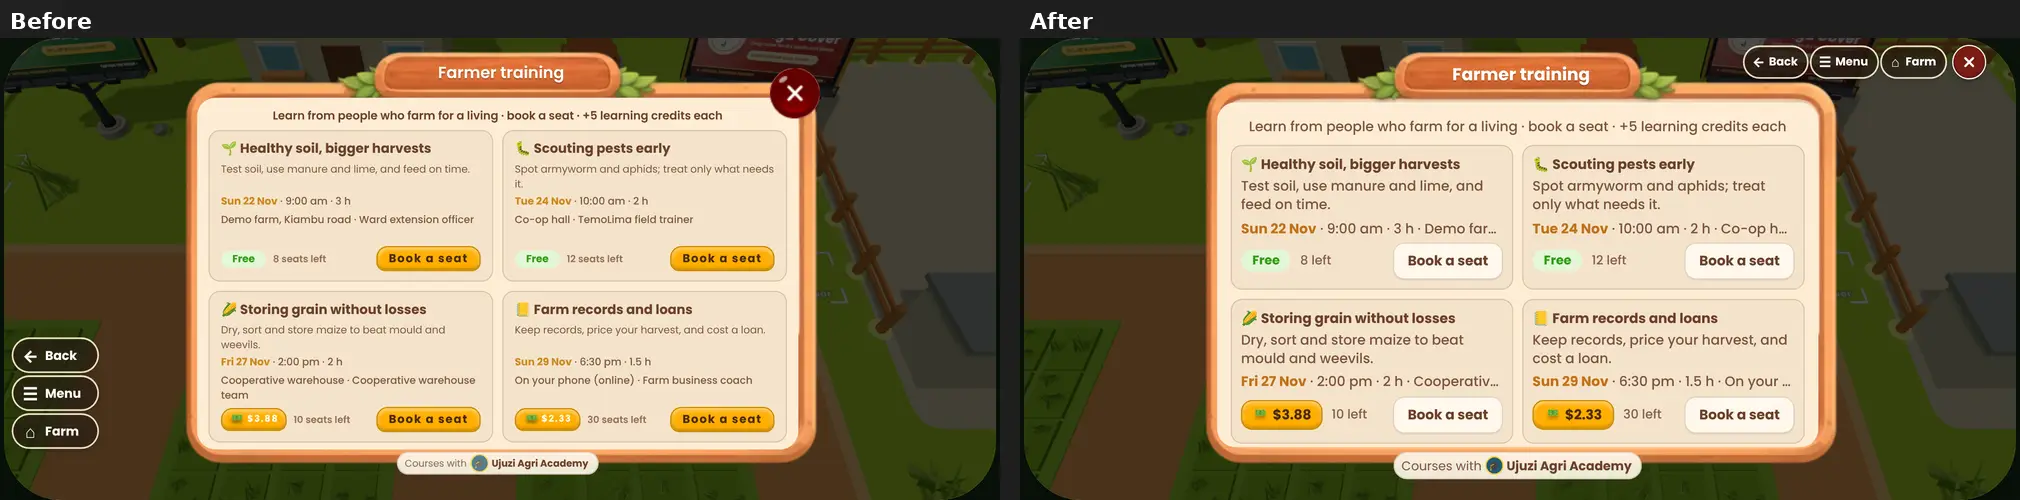 Before
Farmer training
Learn from people who farm for a living · book a seat · +5 learning credits each
🌱 Healthy soil, bigger harvests
Test soil, use manure and lime, and feed on time.
Sun 22 Nov · 9:00 am · 3 h
Demo farm, Kiambu road · Ward extension officer
Free 8 seats left Book a seat
🐛 Scouting pests early
Spot armyworm and aphids; treat only what needs
it.
Tue 24 Nov · 10:00 am · 2 h
Co-op hall · TemoLima field trainer
Free 12 seats left Book a seat
🌽 Storing grain without losses
Dry, sort and store maize to beat mould and
weevils.
Fri 27 Nov · 2:00 pm · 2 h
Cooperative warehouse · Cooperative warehouse
team
$3.88 10 seats left Book a seat
📒 Farm records and loans
Keep records, price your harvest, and cost a loan.
Sun 29 Nov · 6:30 pm · 1.5 h
On your phone (online) · Farm business coach
$2.33 30 seats left Book a seat
Back
Menu
Farm
Courses with Ujuzi Agri Academy
After
Back Menu Farm
Farmer training
Learn from people who farm for a living · book a seat · +5 learning credits each
🌱 Healthy soil, bigger harvests
Test soil, use manure and lime, and
feed on time.
Sun 22 Nov · 9:00 am · 3 h · Demo far...
Free 8 left Book a seat
🐛 Scouting pests early
Spot armyworm and aphids; treat
only what needs it.
Tue 24 Nov · 10:00 am · 2 h · Co-op h...
Free 12 left Book a seat
🌽 Storing grain without losses
Dry, sort and store maize to beat
mould and weevils.
Fri 27 Nov · 2:00 pm · 2 h · Cooperativ...
$3.88 10 left Book a seat
📒 Farm records and loans
Keep records, price your harvest, and
cost a loan.
Sun 29 Nov · 6:30 pm · 1.5 h · On your ...
$2.33 30 left Book a seat
Courses with Ujuzi Agri Academy